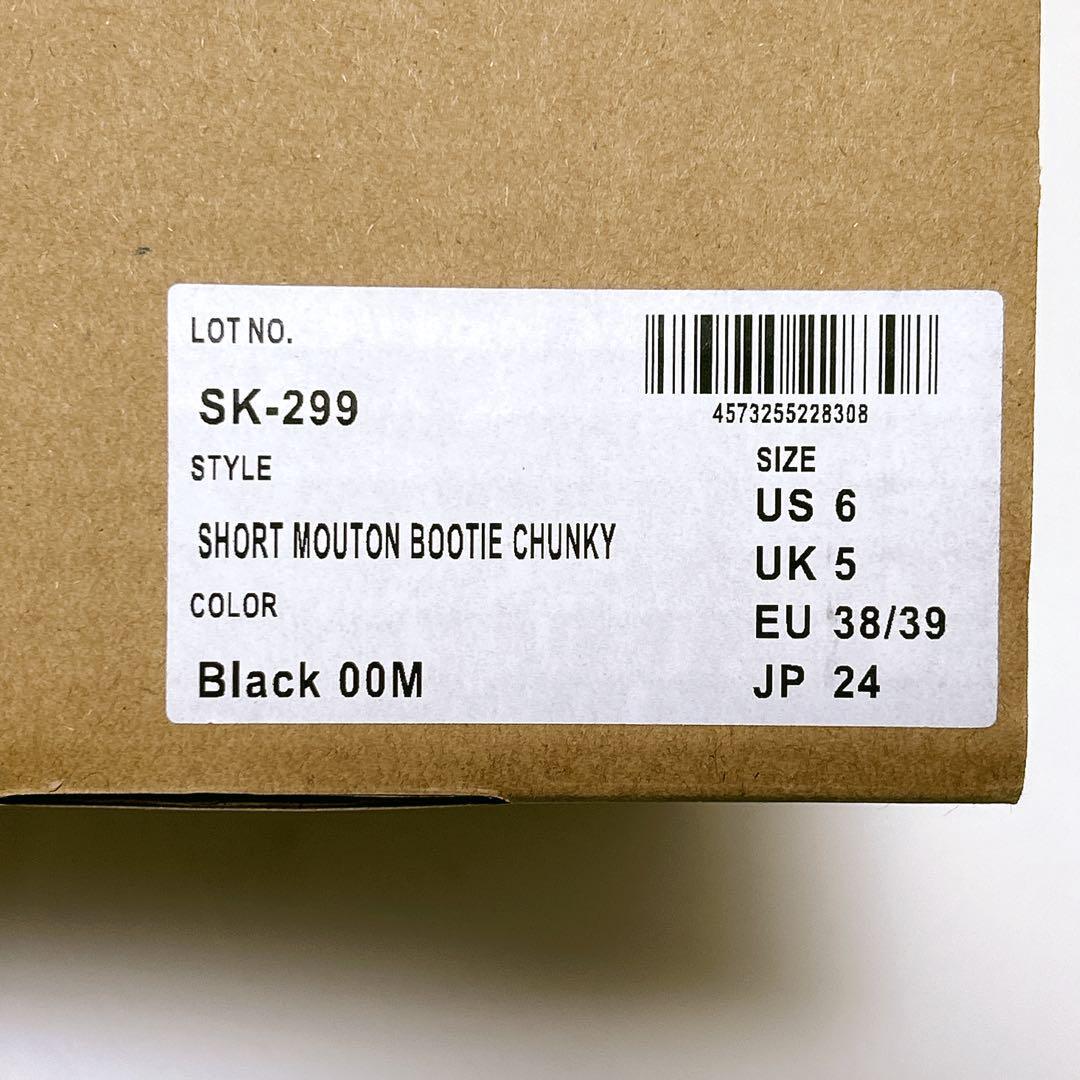 LOT NO.
SK-299
STYLE
SHORT MOUTON BOOTIE CHUNKY
COLOR
Black 00M
4573255228308
SIZE
US 6
UK 5
EU 38/39
JP 24